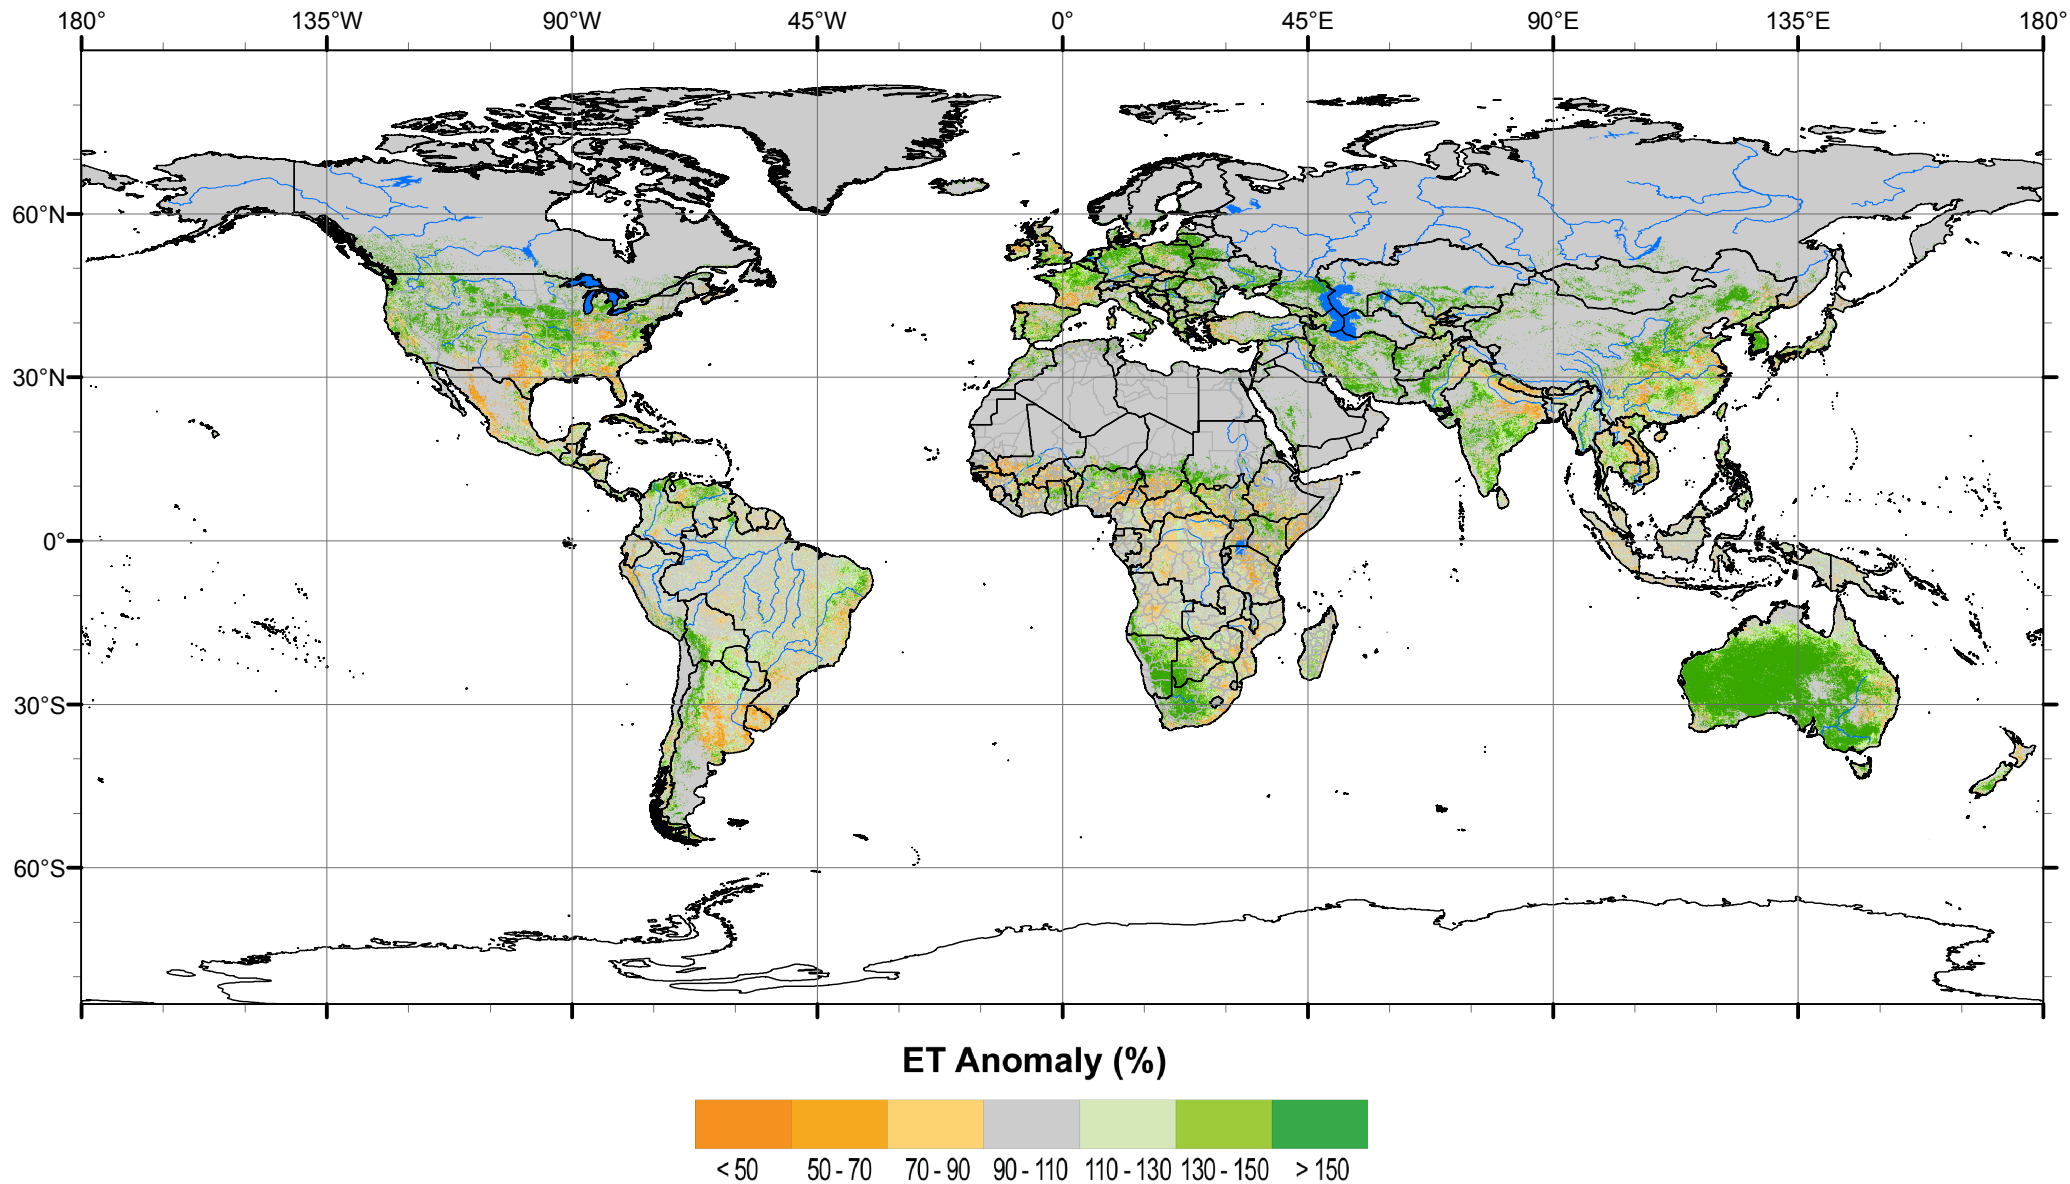 180° 135°W 90°W 45°W 0° 45°E 90°E 135°E 180°
60°N
30°N
0°
30°S
60°S
ET Anomaly (%)
< 50 50 - 70 70 - 90 90 - 110 110 - 130 130 - 150 > 150